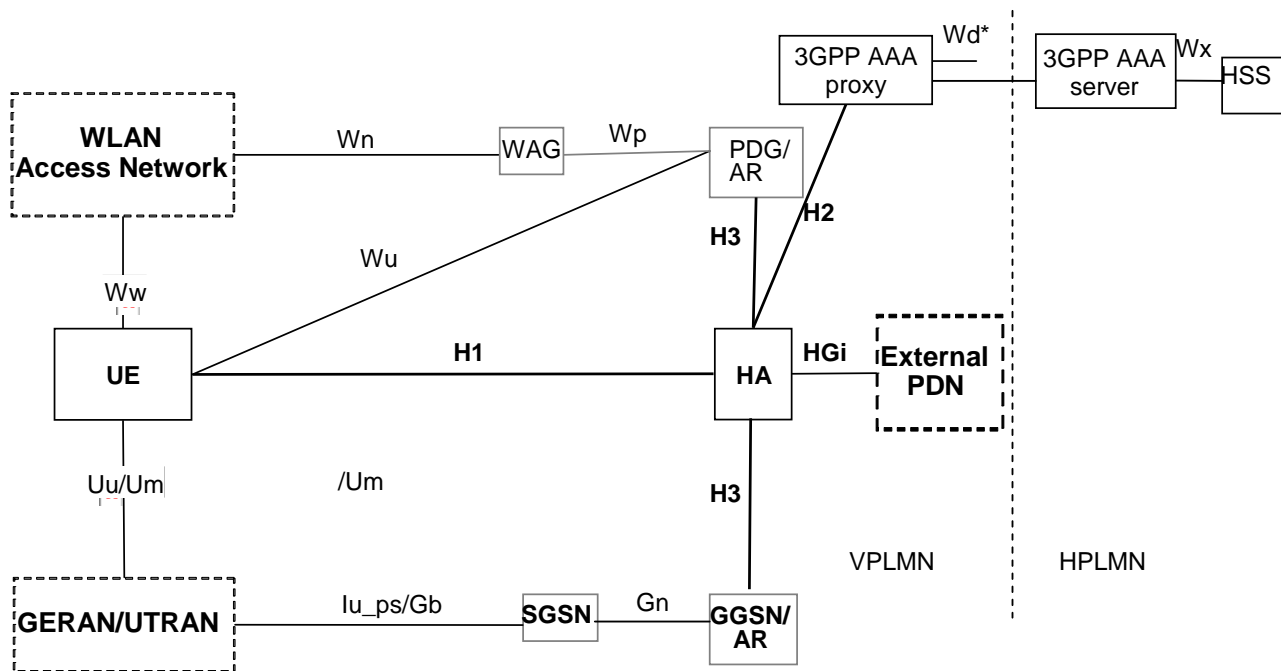 Wd*
3GPP AAA
proxy
3GPP AAA
server
Wx
HSS
WLAN
Access Network
Wn
WAG
Wp
PDG/
AR
H2
H3
Wu
Ww
UE
H1
HA
HGi
External
PDN
Uu/Um
/Um
H3
VPLMN
HPLMN
GERAN/UTRAN
Iu_ps/Gb
SGSN
Gn
GGSN/
AR